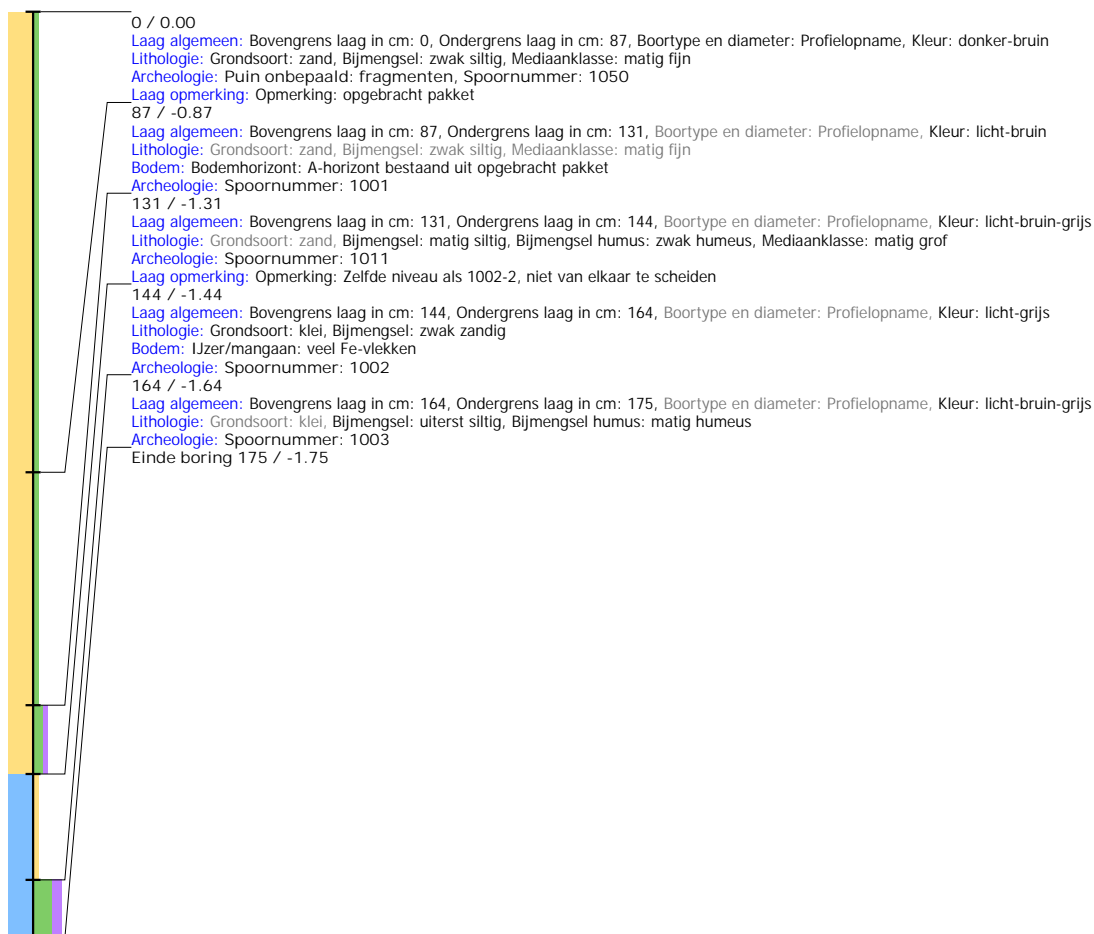 0 / 0.00
Laag algemeen: Bovengrens laag in cm: 0, Ondergrens laag in cm: 87, Boortype en diameter: Profielopname, Kleur: donker-bruin
Lithologie: Grondsoort: zand, Bijmengsel: zwak siltig, Mediaanklasse: matig fijn
Archeologie: Puin onbepaald: fragmenten, Spoornummer: 1050
Laag opmerking: Opmerking: opgebracht pakket
87 / -0.87
Laag algemeen: Bovengrens laag in cm: 87, Ondergrens laag in cm: 131, Boortype en diameter: Profielopname, Kleur: licht-bruin
Lithologie: Grondsoort: zand, Bijmengsel: zwak siltig, Mediaanklasse: matig fijn
Bodem: Bodemhorizont: A-horizont bestaand uit opgebracht pakket
Archeologie: Spoornummer: 1001
131 / -1.31
Laag algemeen: Bovengrens laag in cm: 131, Ondergrens laag in cm: 144, Boortype en diameter: Profielopname, Kleur: licht-bruin-grijs
Lithologie: Grondsoort: zand, Bijmengsel: matig siltig, Bijmengsel humus: zwak humeus, Mediaanklasse: matig grof
Archeologie: Spoornummer: 1011
Laag opmerking: Opmerking: Zelfde niveau als 1002-2, niet van elkaar te scheiden
144 / -1.44
Laag algemeen: Bovengrens laag in cm: 144, Ondergrens laag in cm: 164, Boortype en diameter: Profielopname, Kleur: licht-grijs
Lithologie: Grondsoort: klei, Bijmengsel: zwak zandig
Bodem: IJzer/mangaan: veel Fe-vlekken
Archeologie: Spoornummer: 1002
164 / -1.64
Laag algemeen: Bovengrens laag in cm: 164, Ondergrens laag in cm: 175, Boortype en diameter: Profielopname, Kleur: licht-bruin-grijs
Lithologie: Grondsoort: klei, Bijmengsel: uiterst siltig, Bijmengsel humus: matig humeus
Archeologie: Spoornummer: 1003
Einde boring 175 / -1.75